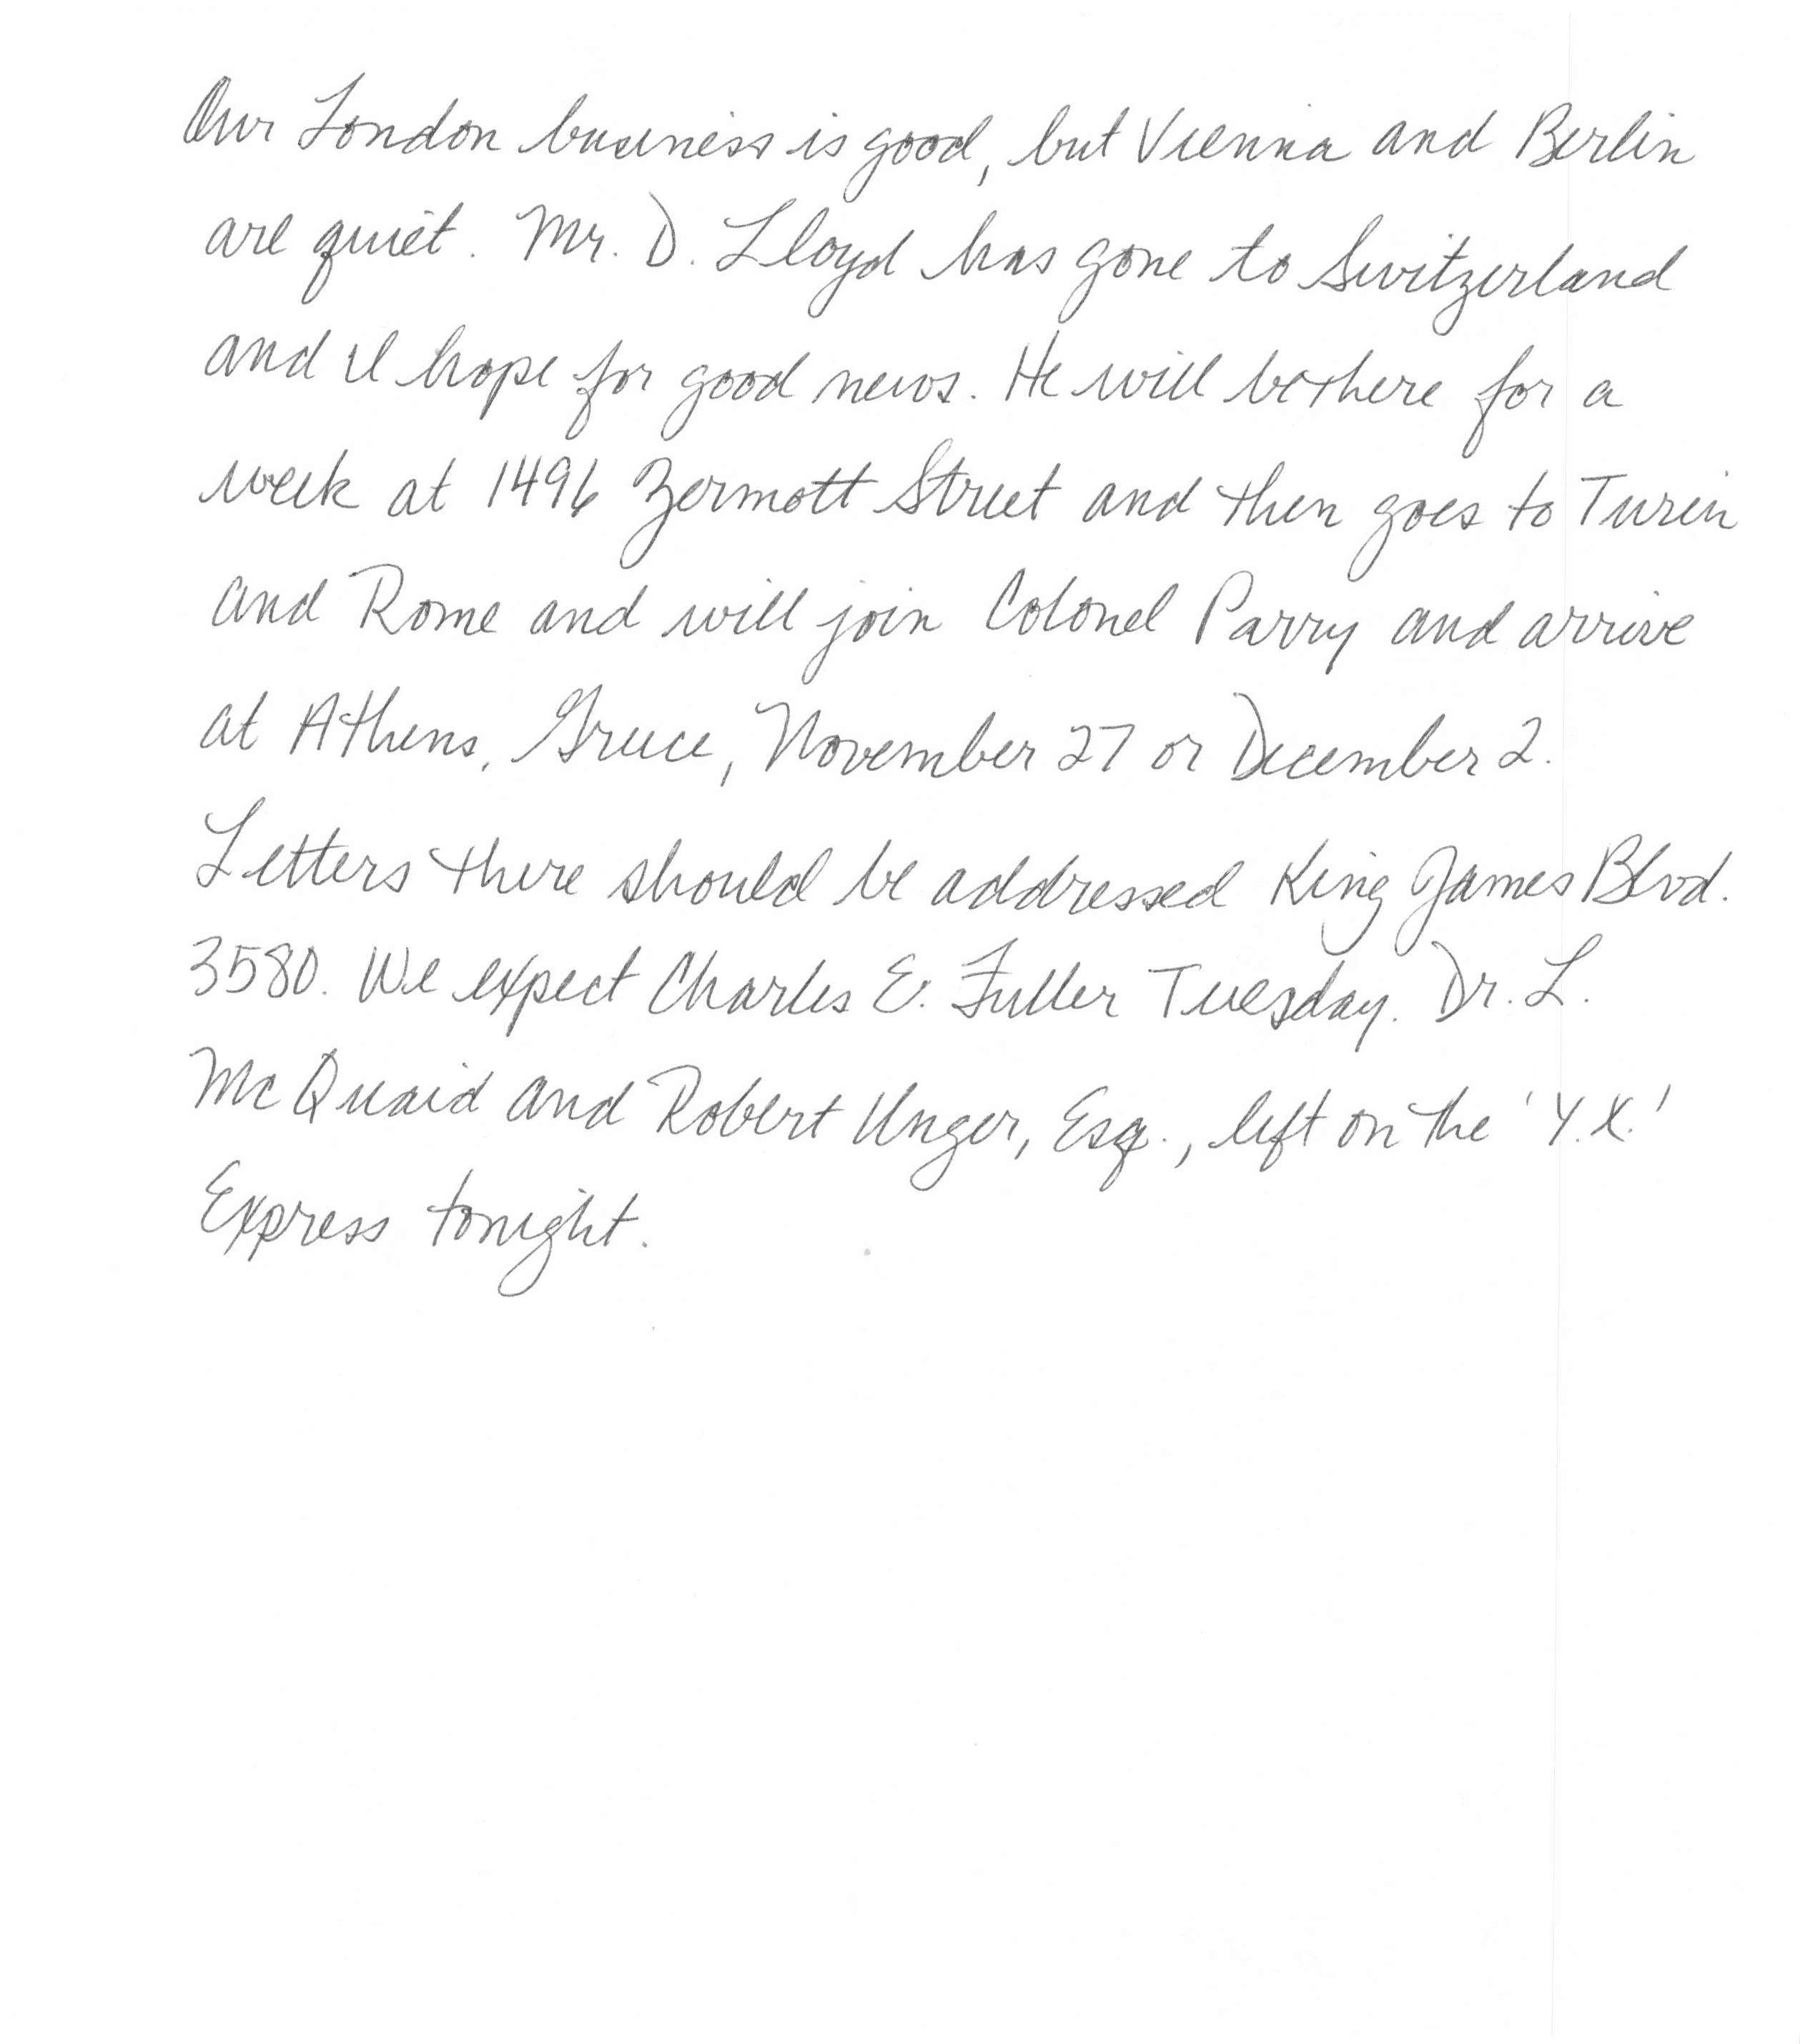 Our London business is good, but Vienna and Berlin
are quiet. Mr. D. Lloyd has gone to Switzerland
and I hope for good news. He will be there for a
week at 1496 Zermott Street and then goes to Turin
and Rome and will join Colonel Parry and arrive
at Athens, Greece, November 27 or December 2.
Letters there should be addressed King James Blvd.
3580. We expect Charles E. Fuller Tuesday. Dr. L.
McQuaid and Robert Unger, Esq., left on the 'Y.X.'
Express tonight.